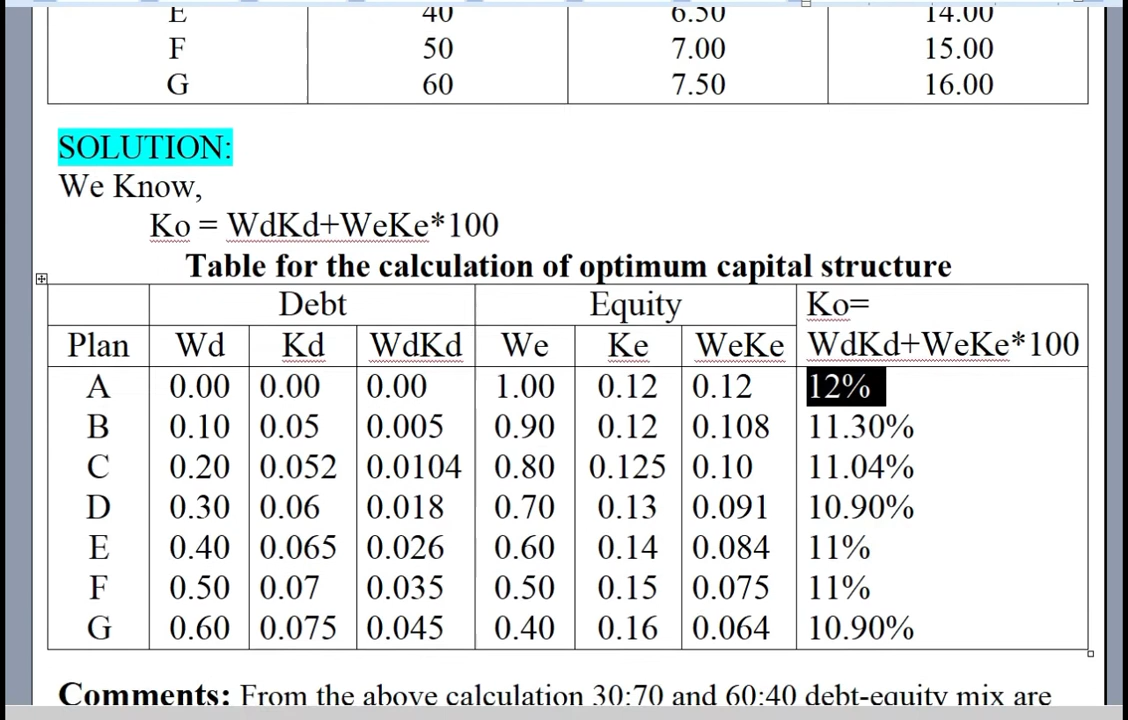 E 40 6.50 14.00
F 50 7.00 15.00
G 60 7.50 16.00
SOLUTION:
We Know,
Ko = WdKd+WeKe*100
Table for the calculation of optimum capital structure
Debt Equity Ko=
Plan Wd Kd WdKd We Ke WeKe WdKd+WeKe*100
A 0.00 0.00 0.00 1.00 0.12 0.12 12%
B 0.10 0.05 0.005 0.90 0.12 0.108 11.30%
C 0.20 0.052 0.0104 0.80 0.125 0.10 11.04%
D 0.30 0.06 0.018 0.70 0.13 0.091 10.90%
E 0.40 0.065 0.026 0.60 0.14 0.084 11%
F 0.50 0.07 0.035 0.50 0.15 0.075 11%
G 0.60 0.075 0.045 0.40 0.16 0.064 10.90%
Comments: From the above calculation 30:70 and 60:40 debt-equity mix are